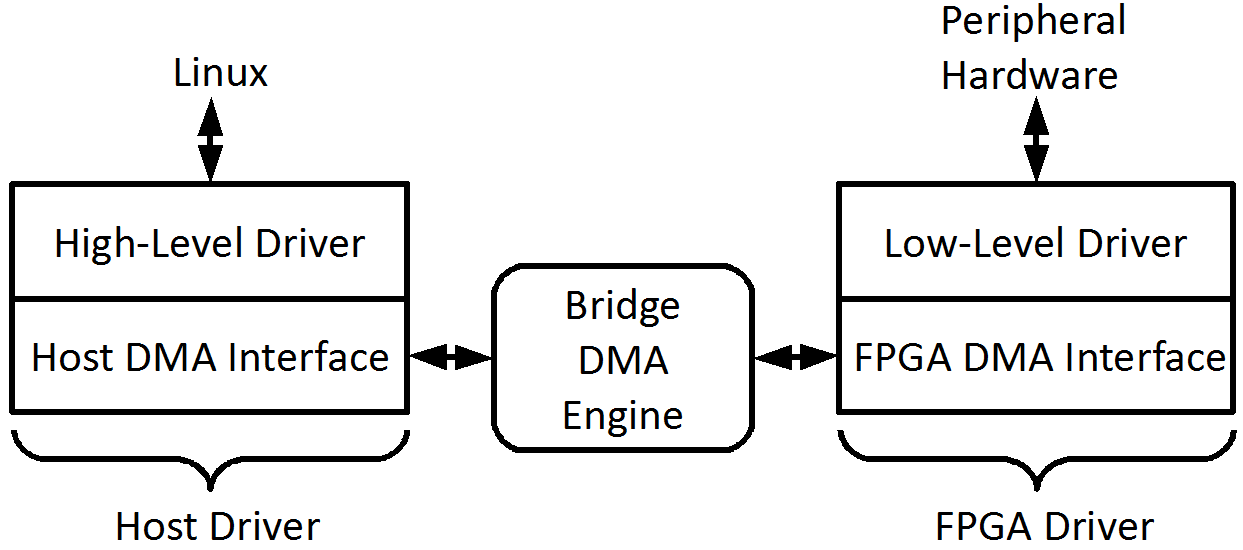 Linux
Peripheral
Hardware
High-Level Driver
Host DMA Interface
Bridge
DMA
Engine
Low-Level Driver
FPGA DMA Interface
Host Driver
FPGA Driver